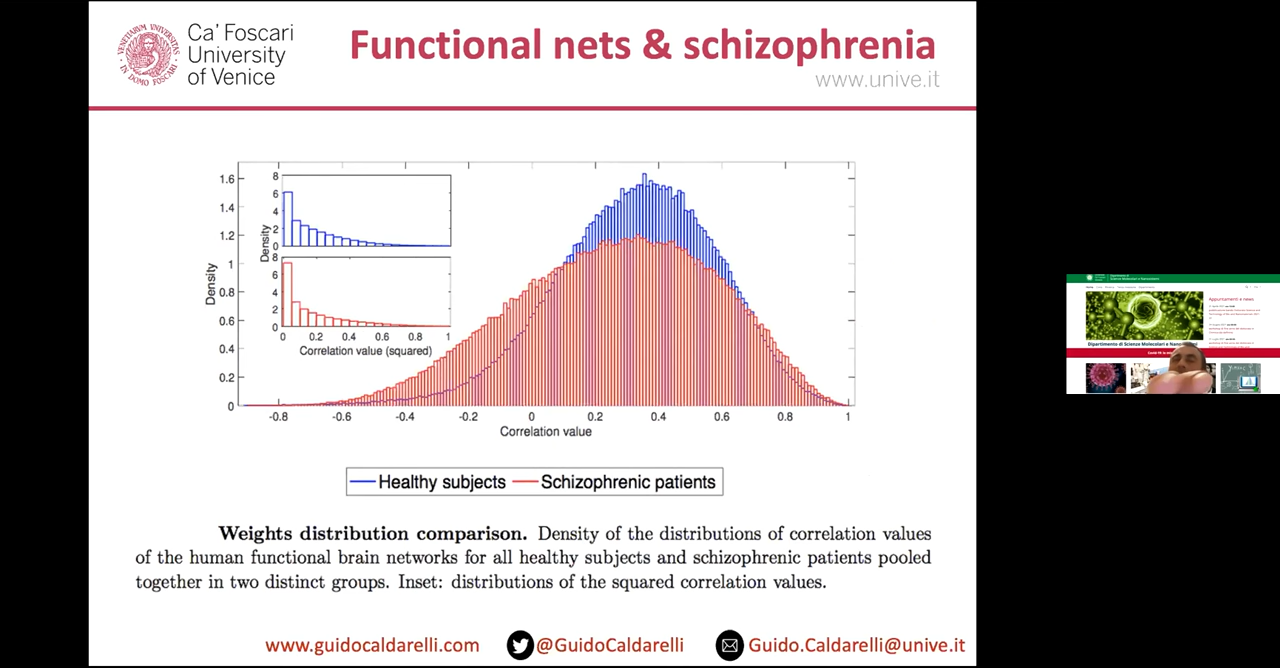 Ca' Foscari
University
of Venice
Functional nets & schizophrenia
www.unive.it
1.6
1.4
1.2
1
0.8
0.6
0.4
0.2
0
Density
8
6
4
2
0
Density
8
6
4
2
0
0 0.2 0.4 0.6 0.8 1
Correlation value (squared)
-0.8 -0.6 -0.4 -0.2 0 0.2 0.4 0.6 0.8 1
Correlation value
Healthy subjects Schizophrenic patients
Weights distribution comparison. Density of the distributions of correlation values
of the human functional brain networks for all healthy subjects and schizophrenic patients pooled
together in two distinct groups. Inset: distributions of the squared correlation values.
www.guidocaldarelli.com @GuidoCaldarelli Guido.Caldarelli@unive.it
Appuntamenti e news